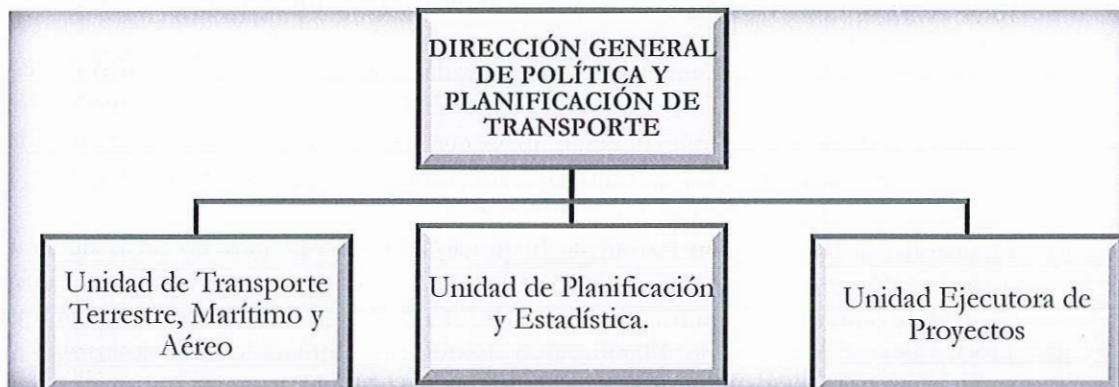 DIRECCIÓN GENERAL
DE POLÍTICA Y
PLANIFICACIÓN DE
TRANSPORTE
Unidad de Transporte
Terrestre, Marítimo y
Aéreo
Unidad de Planificación
y Estadística.
Unidad Ejecutora de
Proyectos